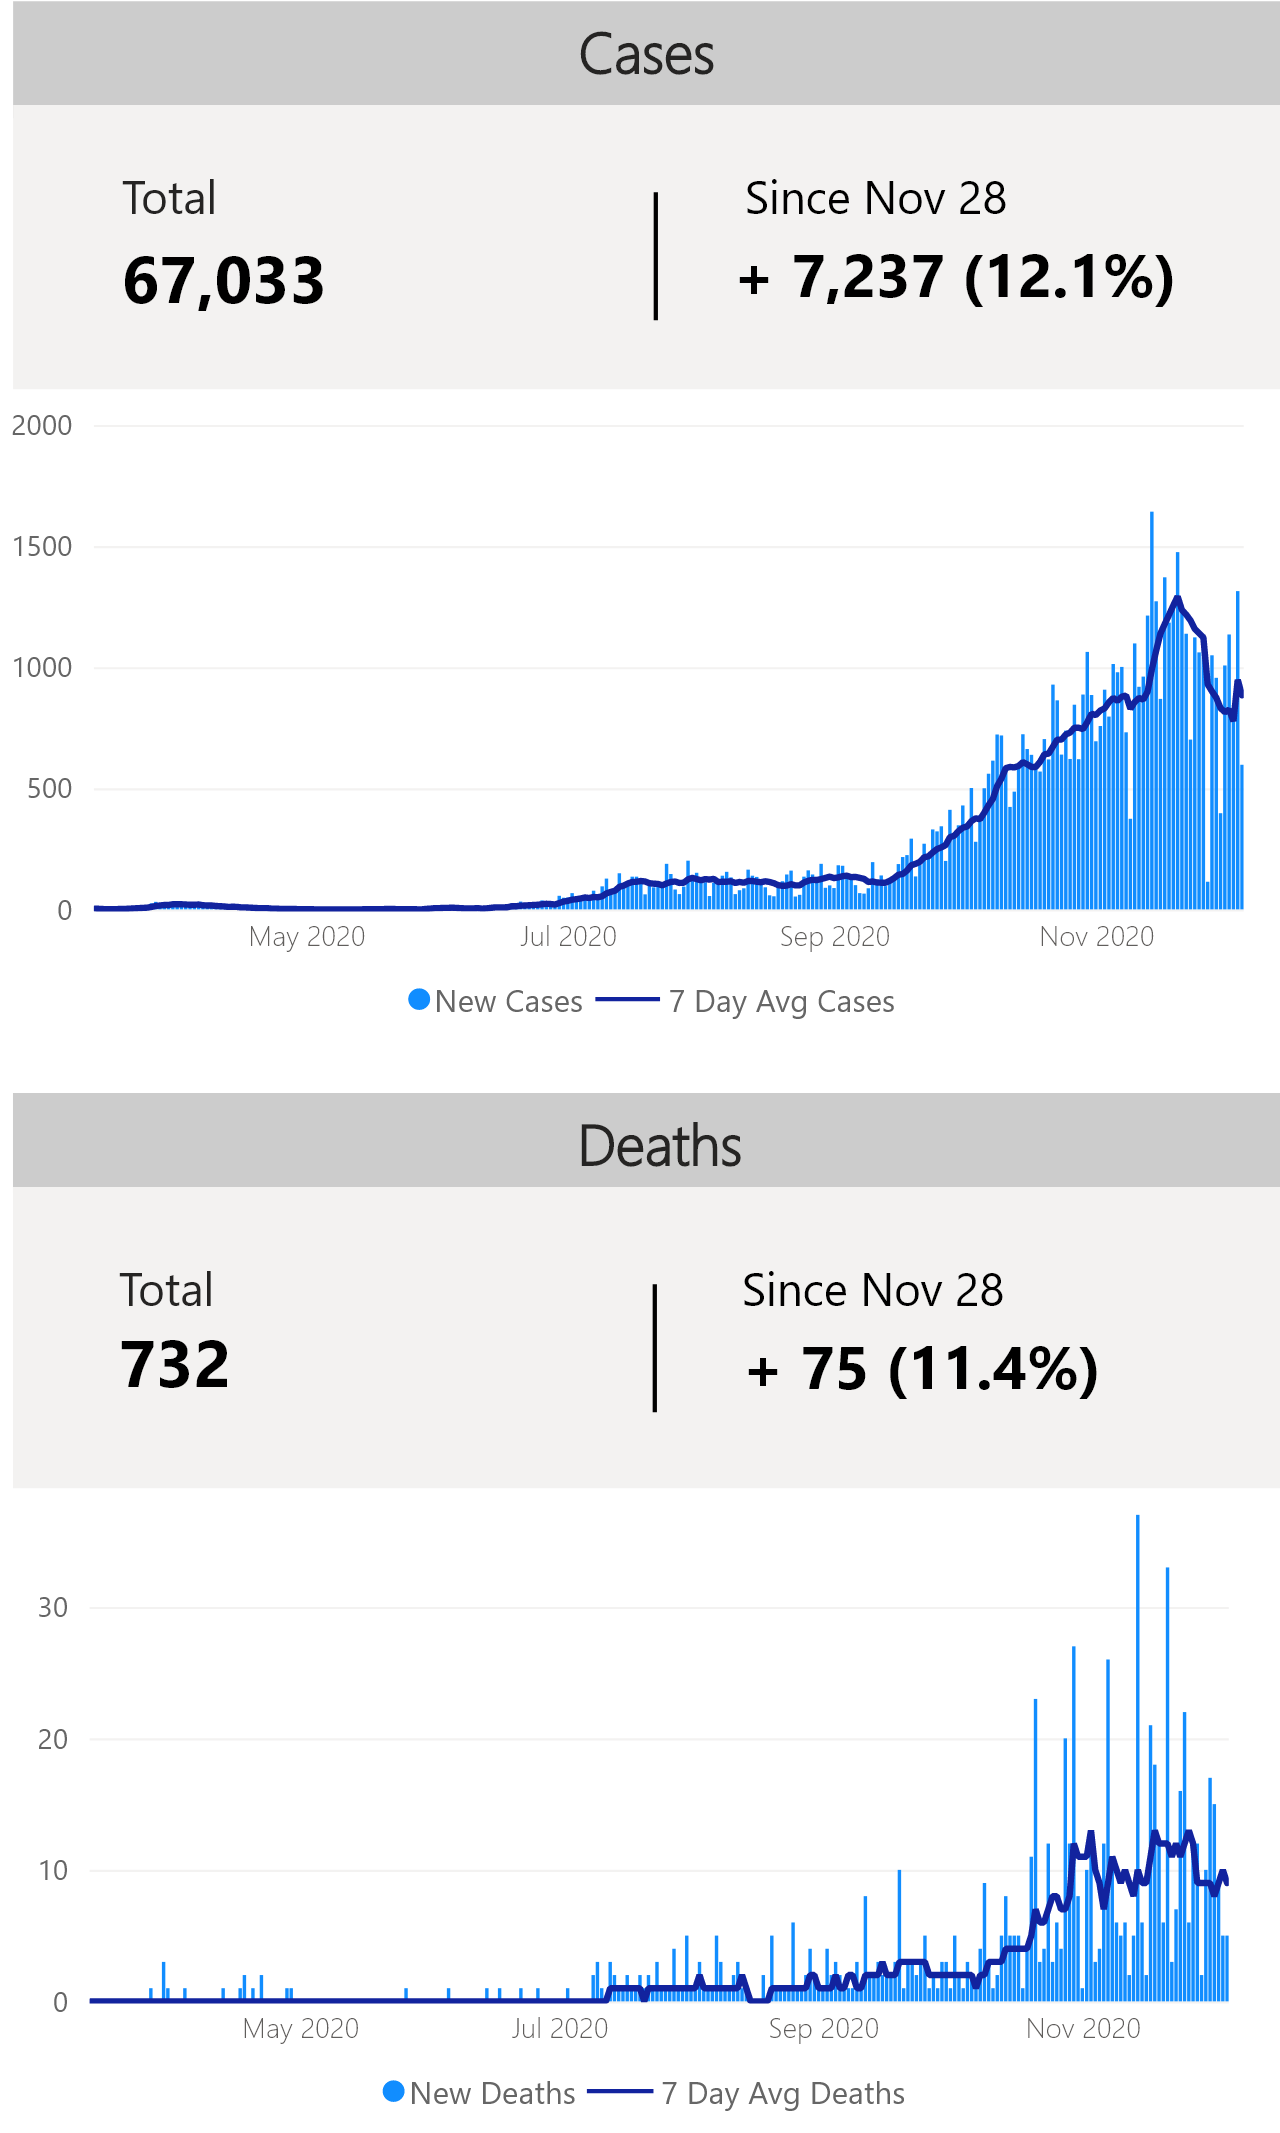 Cases
Total
Since Nov 28
67,033
+ 7,237 (12.1%)
2000
1500
1000
500
0
May 2020
Jul 2020
Sep 2020
Nov 2020
New Cases
7 Day Avg Cases
Deaths
Total
Since Nov 28
732
+ 75 (11.4%)
30
20
10
0
May 2020
Jul 2020
Sep 2020
Nov 2020
New Deaths
7 Day Avg Deaths